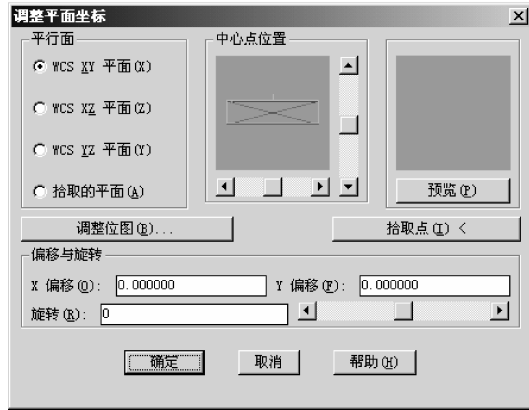 调整平面坐标
平行面
WCS XY 平面(X)
WCS XZ 平面(Z)
WCS YZ 平面(Y)
拾取的平面(A)
中心点位置
预览(P)
调整位图(B)...
拾取点(I) <
偏移与旋转
X 偏移(O): 0.000000
Y 偏移(F): 0.000000
旋转(R): 0
确定
取消
帮助(H)